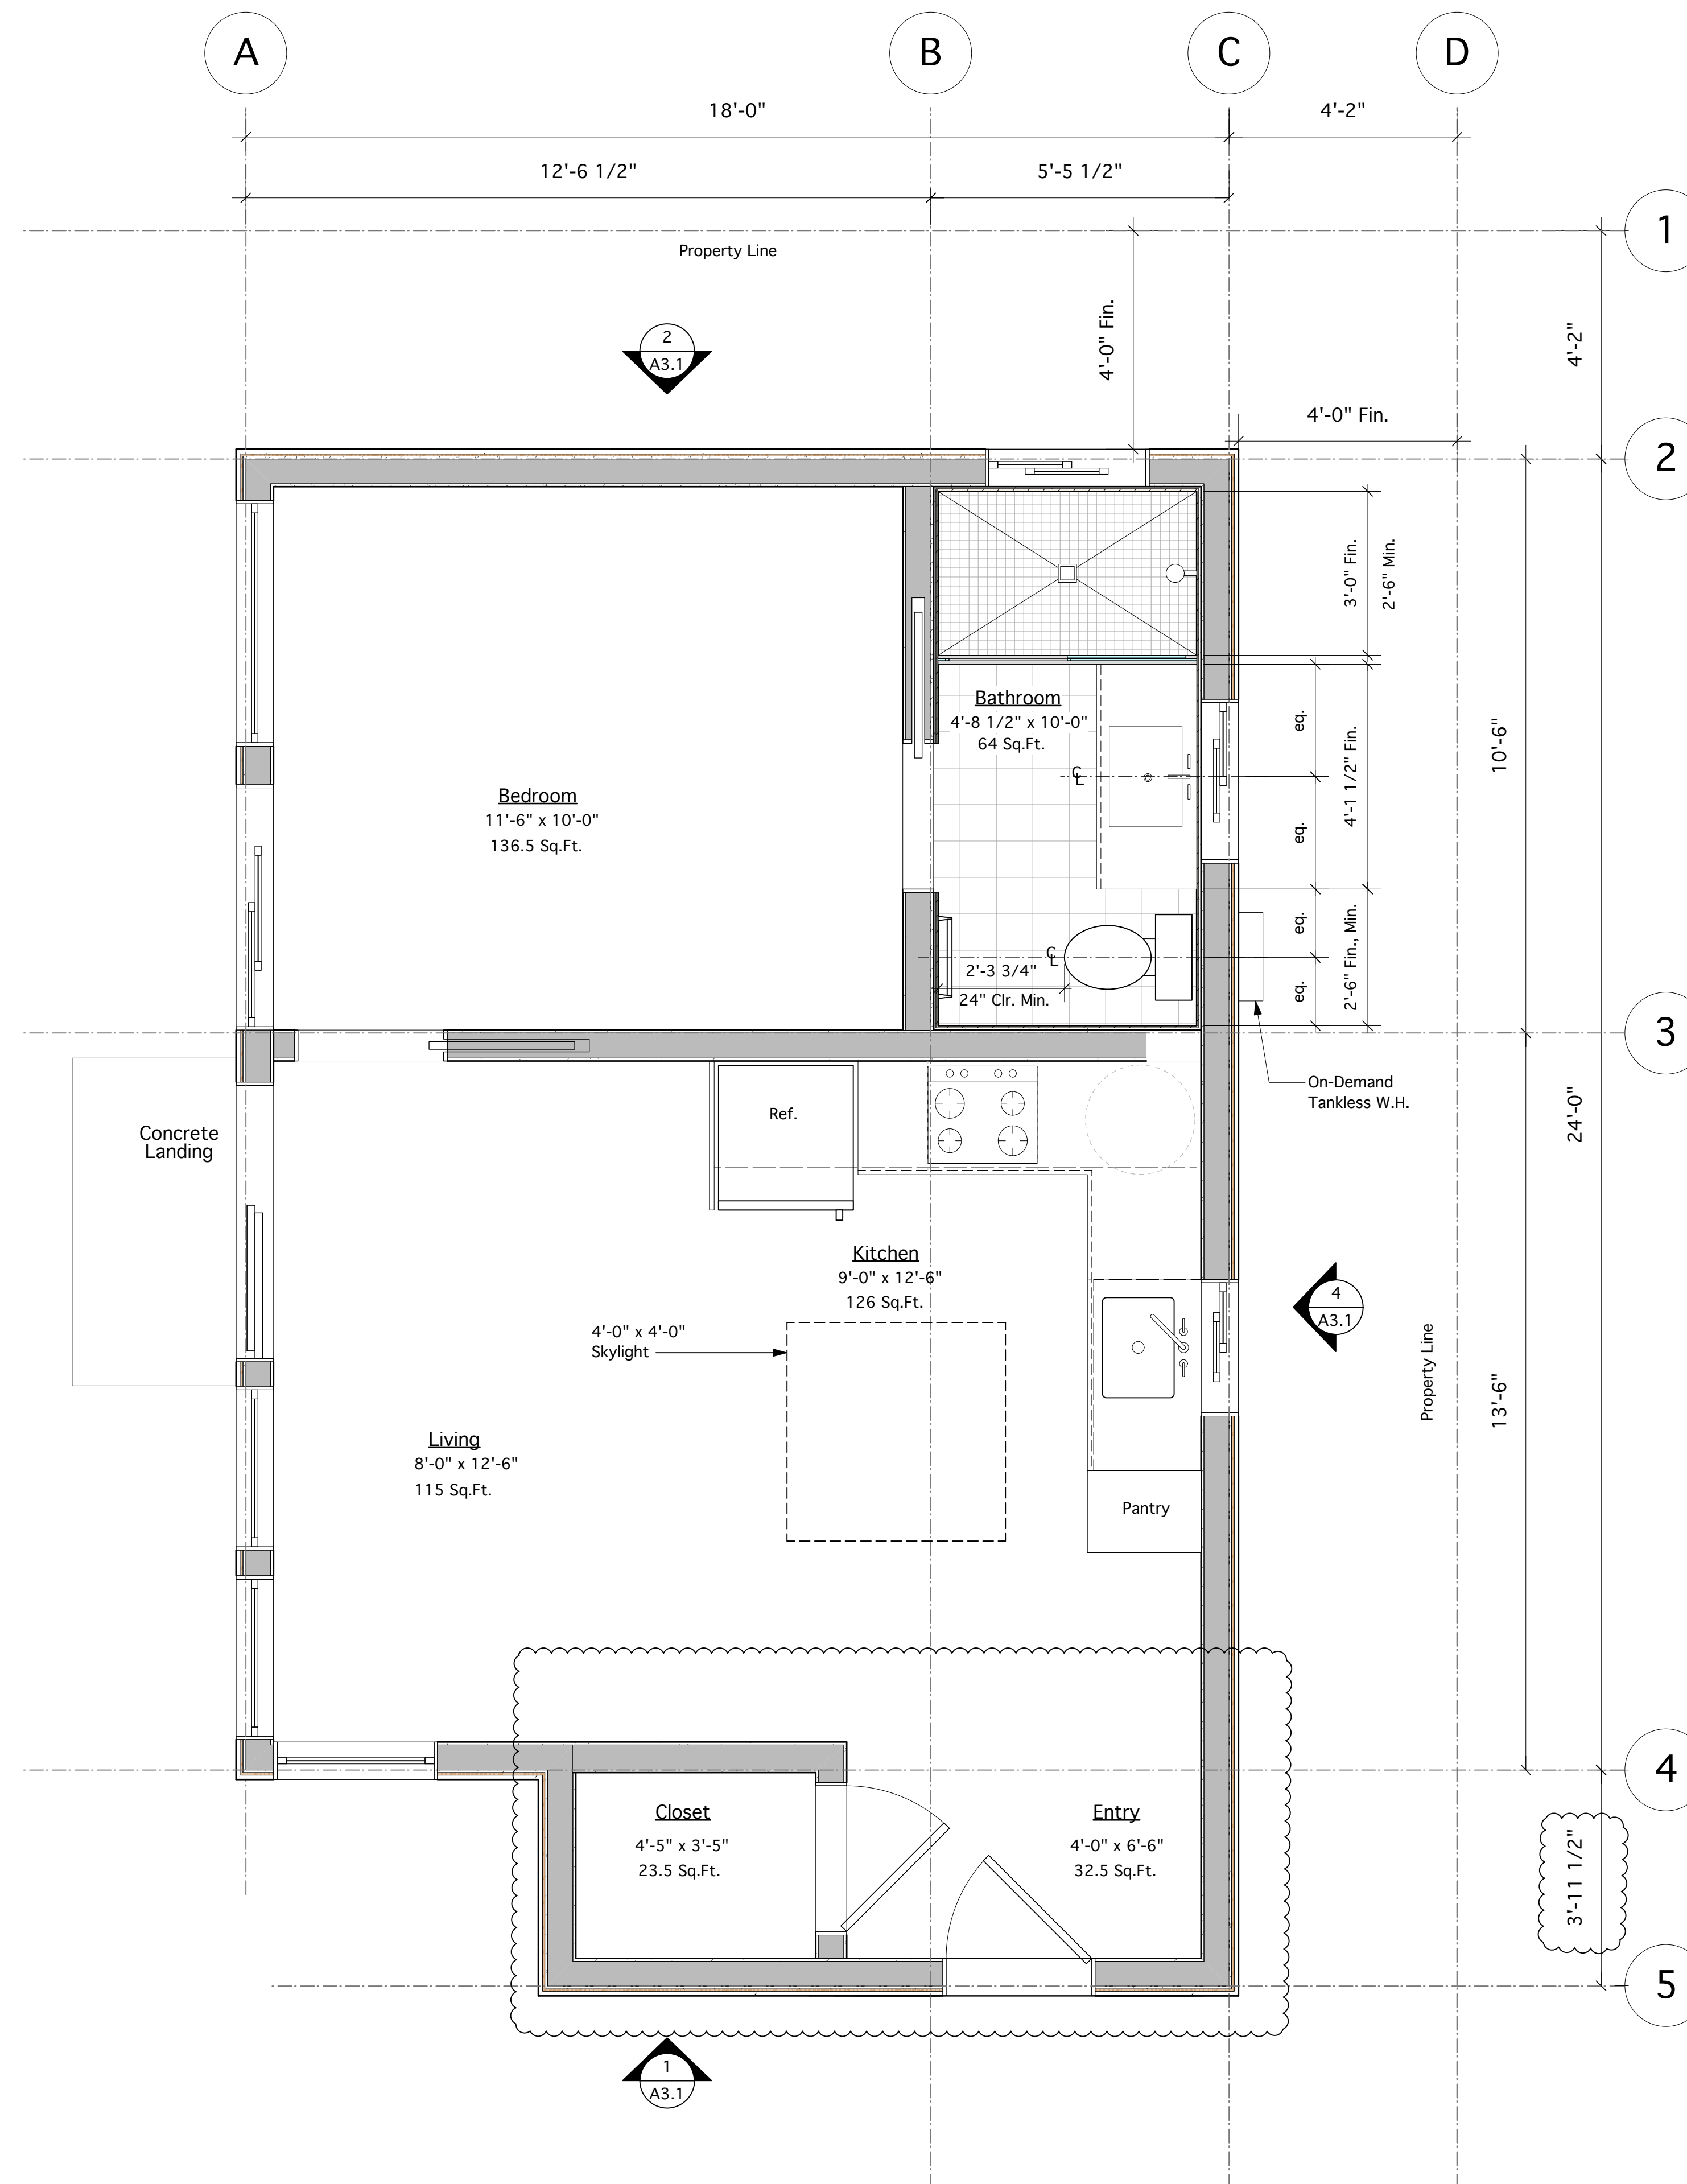 A
B
C
D
18'-0"
4'-2"
12'-6 1/2"
5'-5 1/2"
1
Property Line
4'-0" Fin.
4'-2"
2
A3.1
4'-0" Fin.
2
3'-0" Fin.
2'-6" Min.
Bathroom
4'-8 1/2" x 10'-0"
64 Sq.Ft.
eq.
4'-1 1/2" Fin.
10'-6"
℄
Bedroom
11'-6" x 10'-0"
136.5 Sq.Ft.
eq.
eq.
℄
2'-3 3/4"
24" Clr. Min.
eq.
2'-6" Fin., Min.
3
On-Demand
Tankless W.H.
24'-0"
Concrete
Landing
Ref.
Kitchen
9'-0" x 12'-6"
126 Sq.Ft.
4'-0" x 4'-0"
Skylight
4
A3.1
Property Line
13'-6"
Living
8'-0" x 12'-6"
115 Sq.Ft.
Pantry
4
Closet
4'-5" x 3'-5"
23.5 Sq.Ft.
Entry
4'-0" x 6'-6"
32.5 Sq.Ft.
3'-11 1/2"
5
1
A3.1